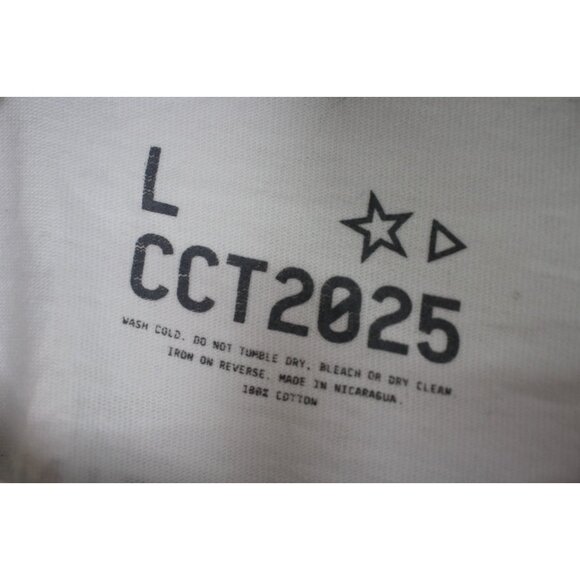 L
CCT2025
WASH COLD. DO NOT TUMBLE DRY, BLEACH OR DRY CLEAN
IRON ON REVERSE. MADE IN NICARAGUA.
100% COTTON